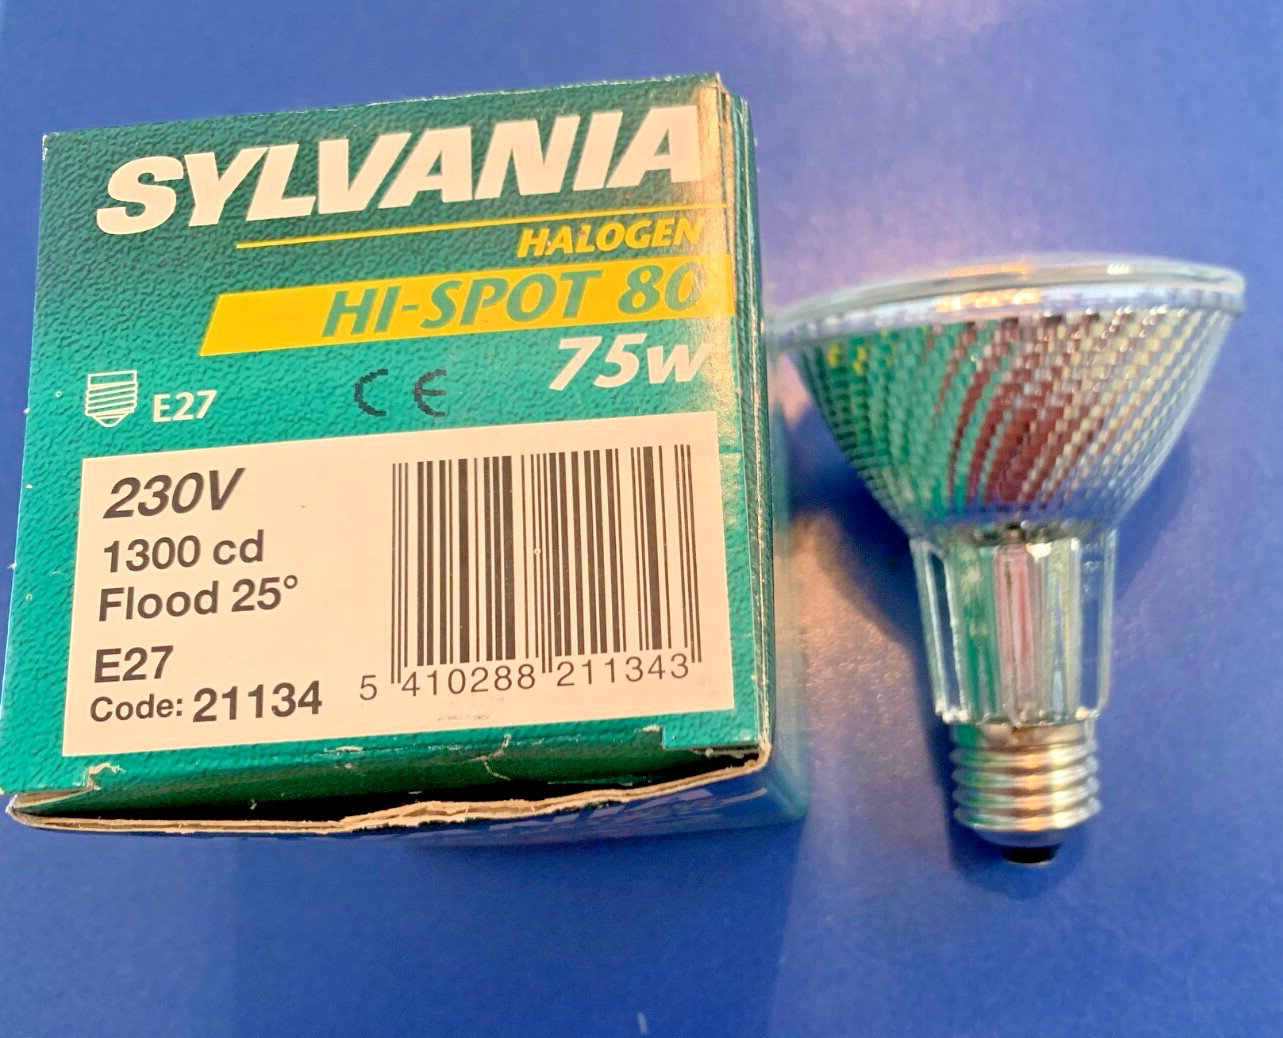 SYLVANIA
HALOGEN
HI-SPOT 80
75w
E27
CE
230V
1300 cd
Flood 25°
E27
Code: 21134
5 410288 211343